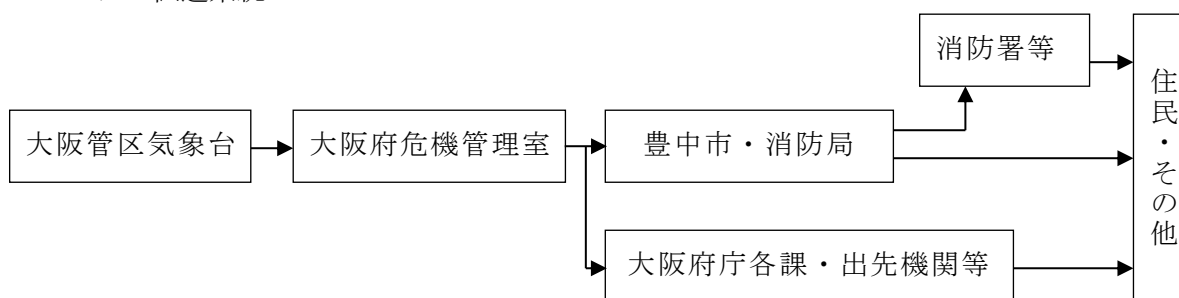 消防署等
大阪管区気象台
大阪府危機管理室
豊中市・消防局
大阪府庁各課・出先機関等
住民・その他